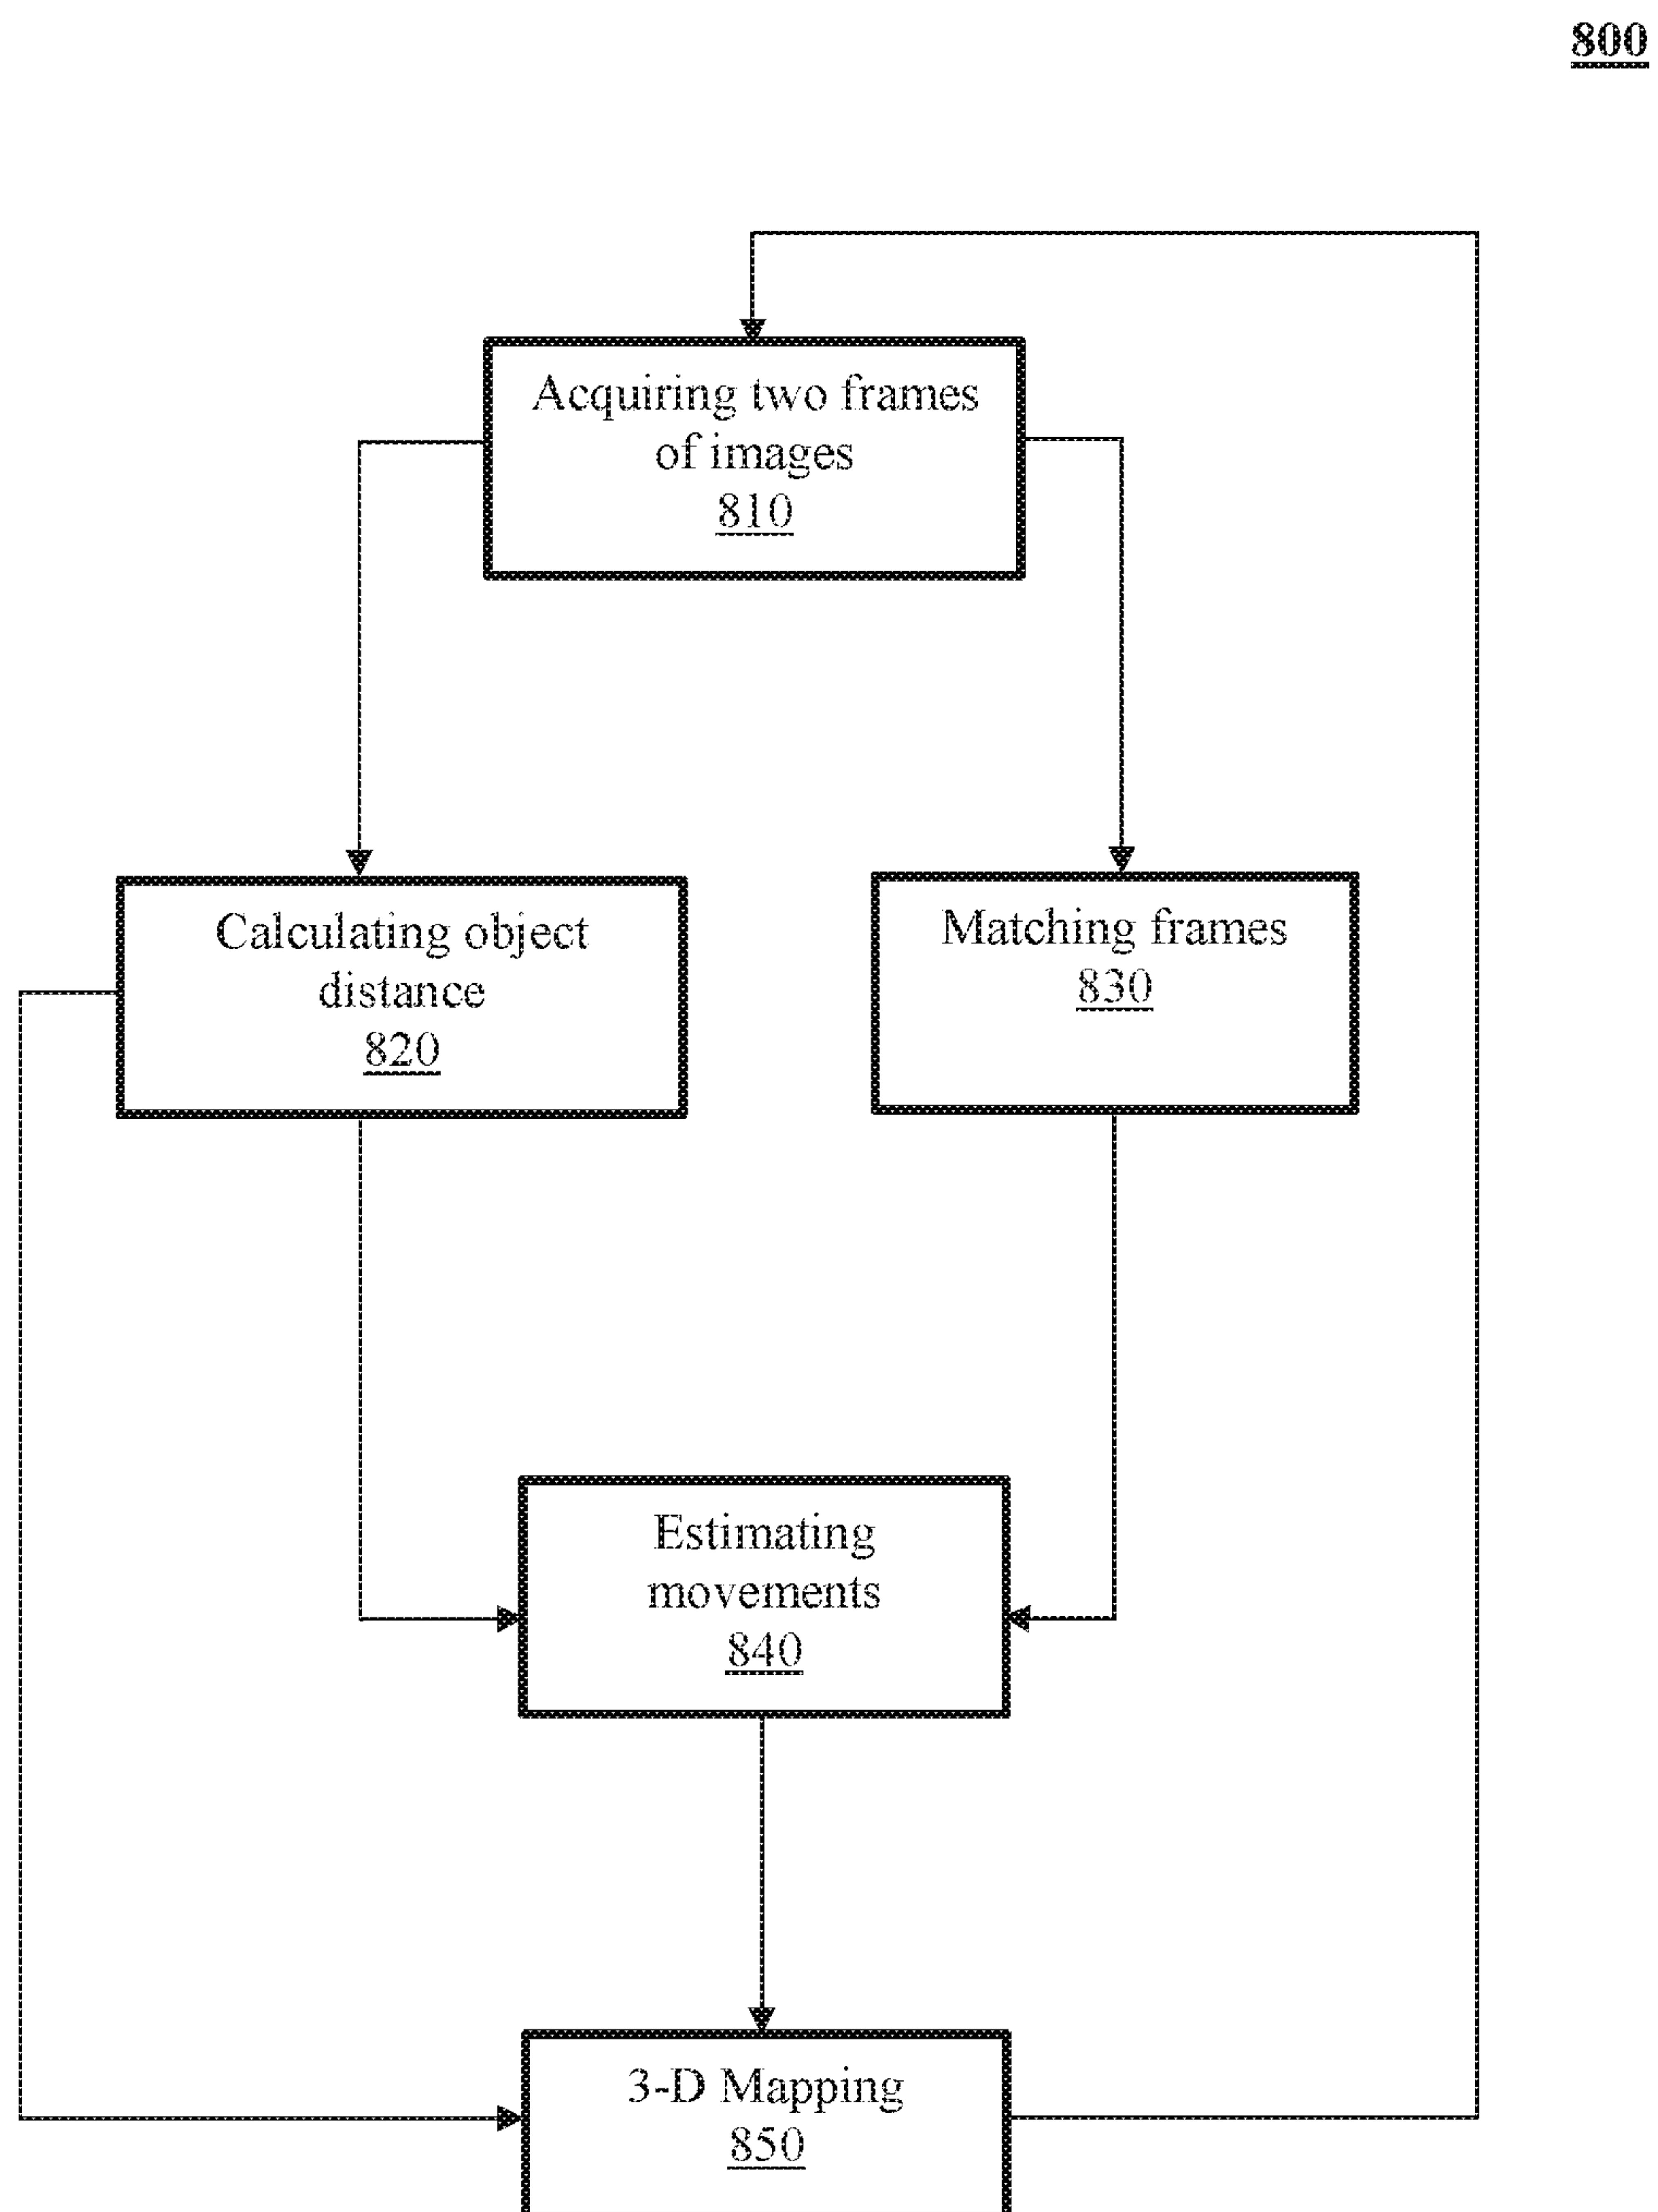 800
Acquiring two frames
of images
810
Calculating object
distance
820
Matching frames
830
Estimating
movements
840
3-D Mapping
850